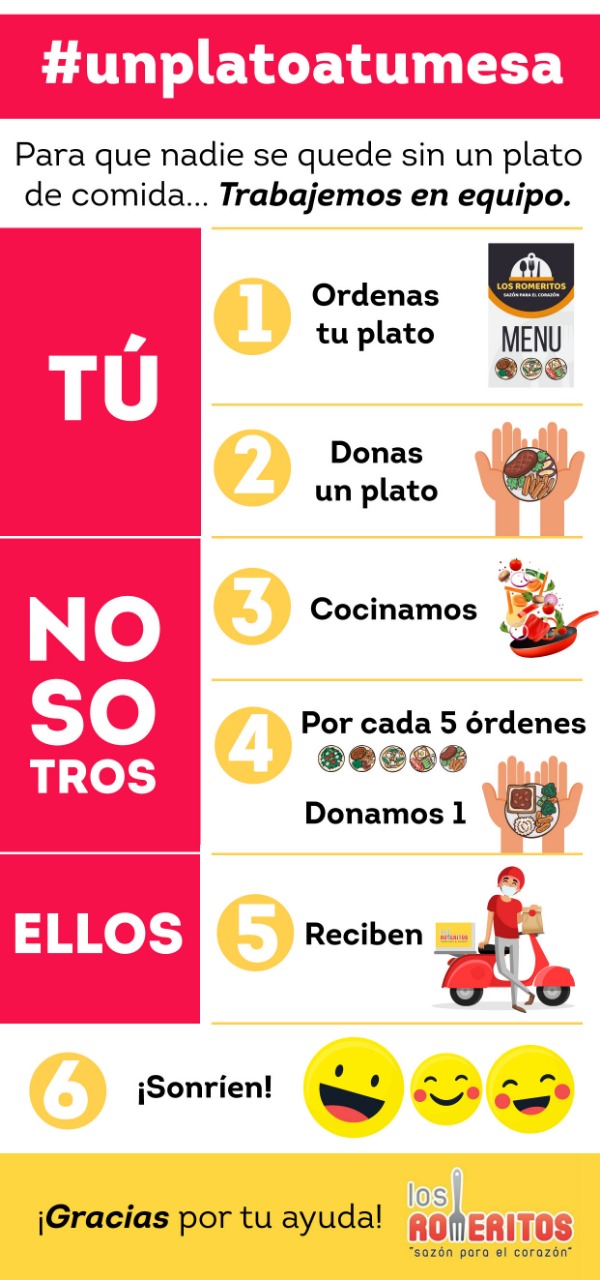 #unplatoatumesa
Para que nadie se quede sin un plato
de comida... Trabajemos en equipo.
TÚ
1
Ordenas
tu plato
LOS ROMERITOS
SAZÓN PARA EL CORAZÓN
MENU
2
Donas
un plato
NO
SO
TROS
3
Cocinamos
4
Por cada 5 órdenes
Donamos 1
ELLOS
5
Reciben
los
ROMERITOS
6
¡Sonríen!
¡Gracias por tu ayuda!
los
ROMERITOS
"sazón para el corazón"